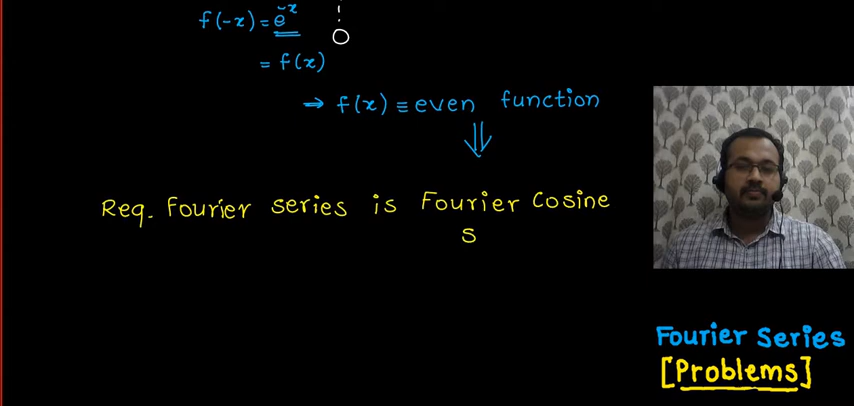 f(-x) = e⁻ˣ
= f(x)
⇒ f(x) ≡ even function
Req. Fourier series is Fourier Cosine
s
Fourier Series
[Problems]